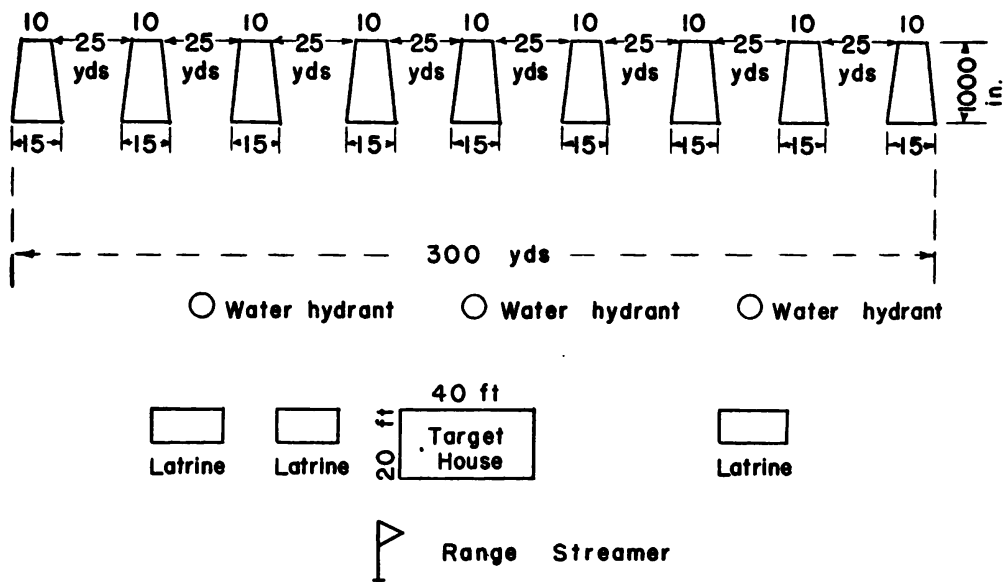 10 10 10 10 10 10 10 10 10
25 yds 25 yds 25 yds 25 yds 25 yds 25 yds 25 yds 25 yds
1000 in.
15 15 15 15 15 15 15 15 15
300 yds
Water hydrant Water hydrant Water hydrant
40 ft
20 ft
Target
House
Latrine Latrine Latrine
Range Streamer